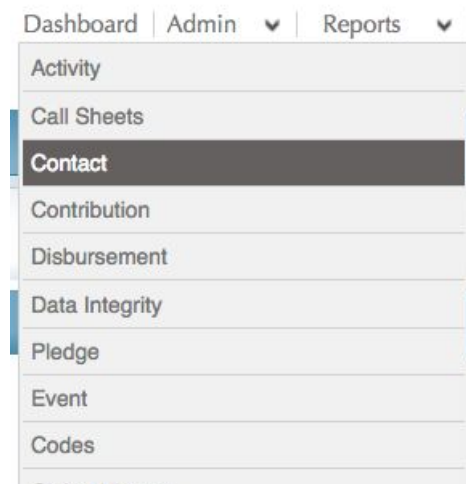 Dashboard Admin Reports
Activity
Call Sheets
Contact
Contribution
Disbursement
Data Integrity
Pledge
Event
Codes